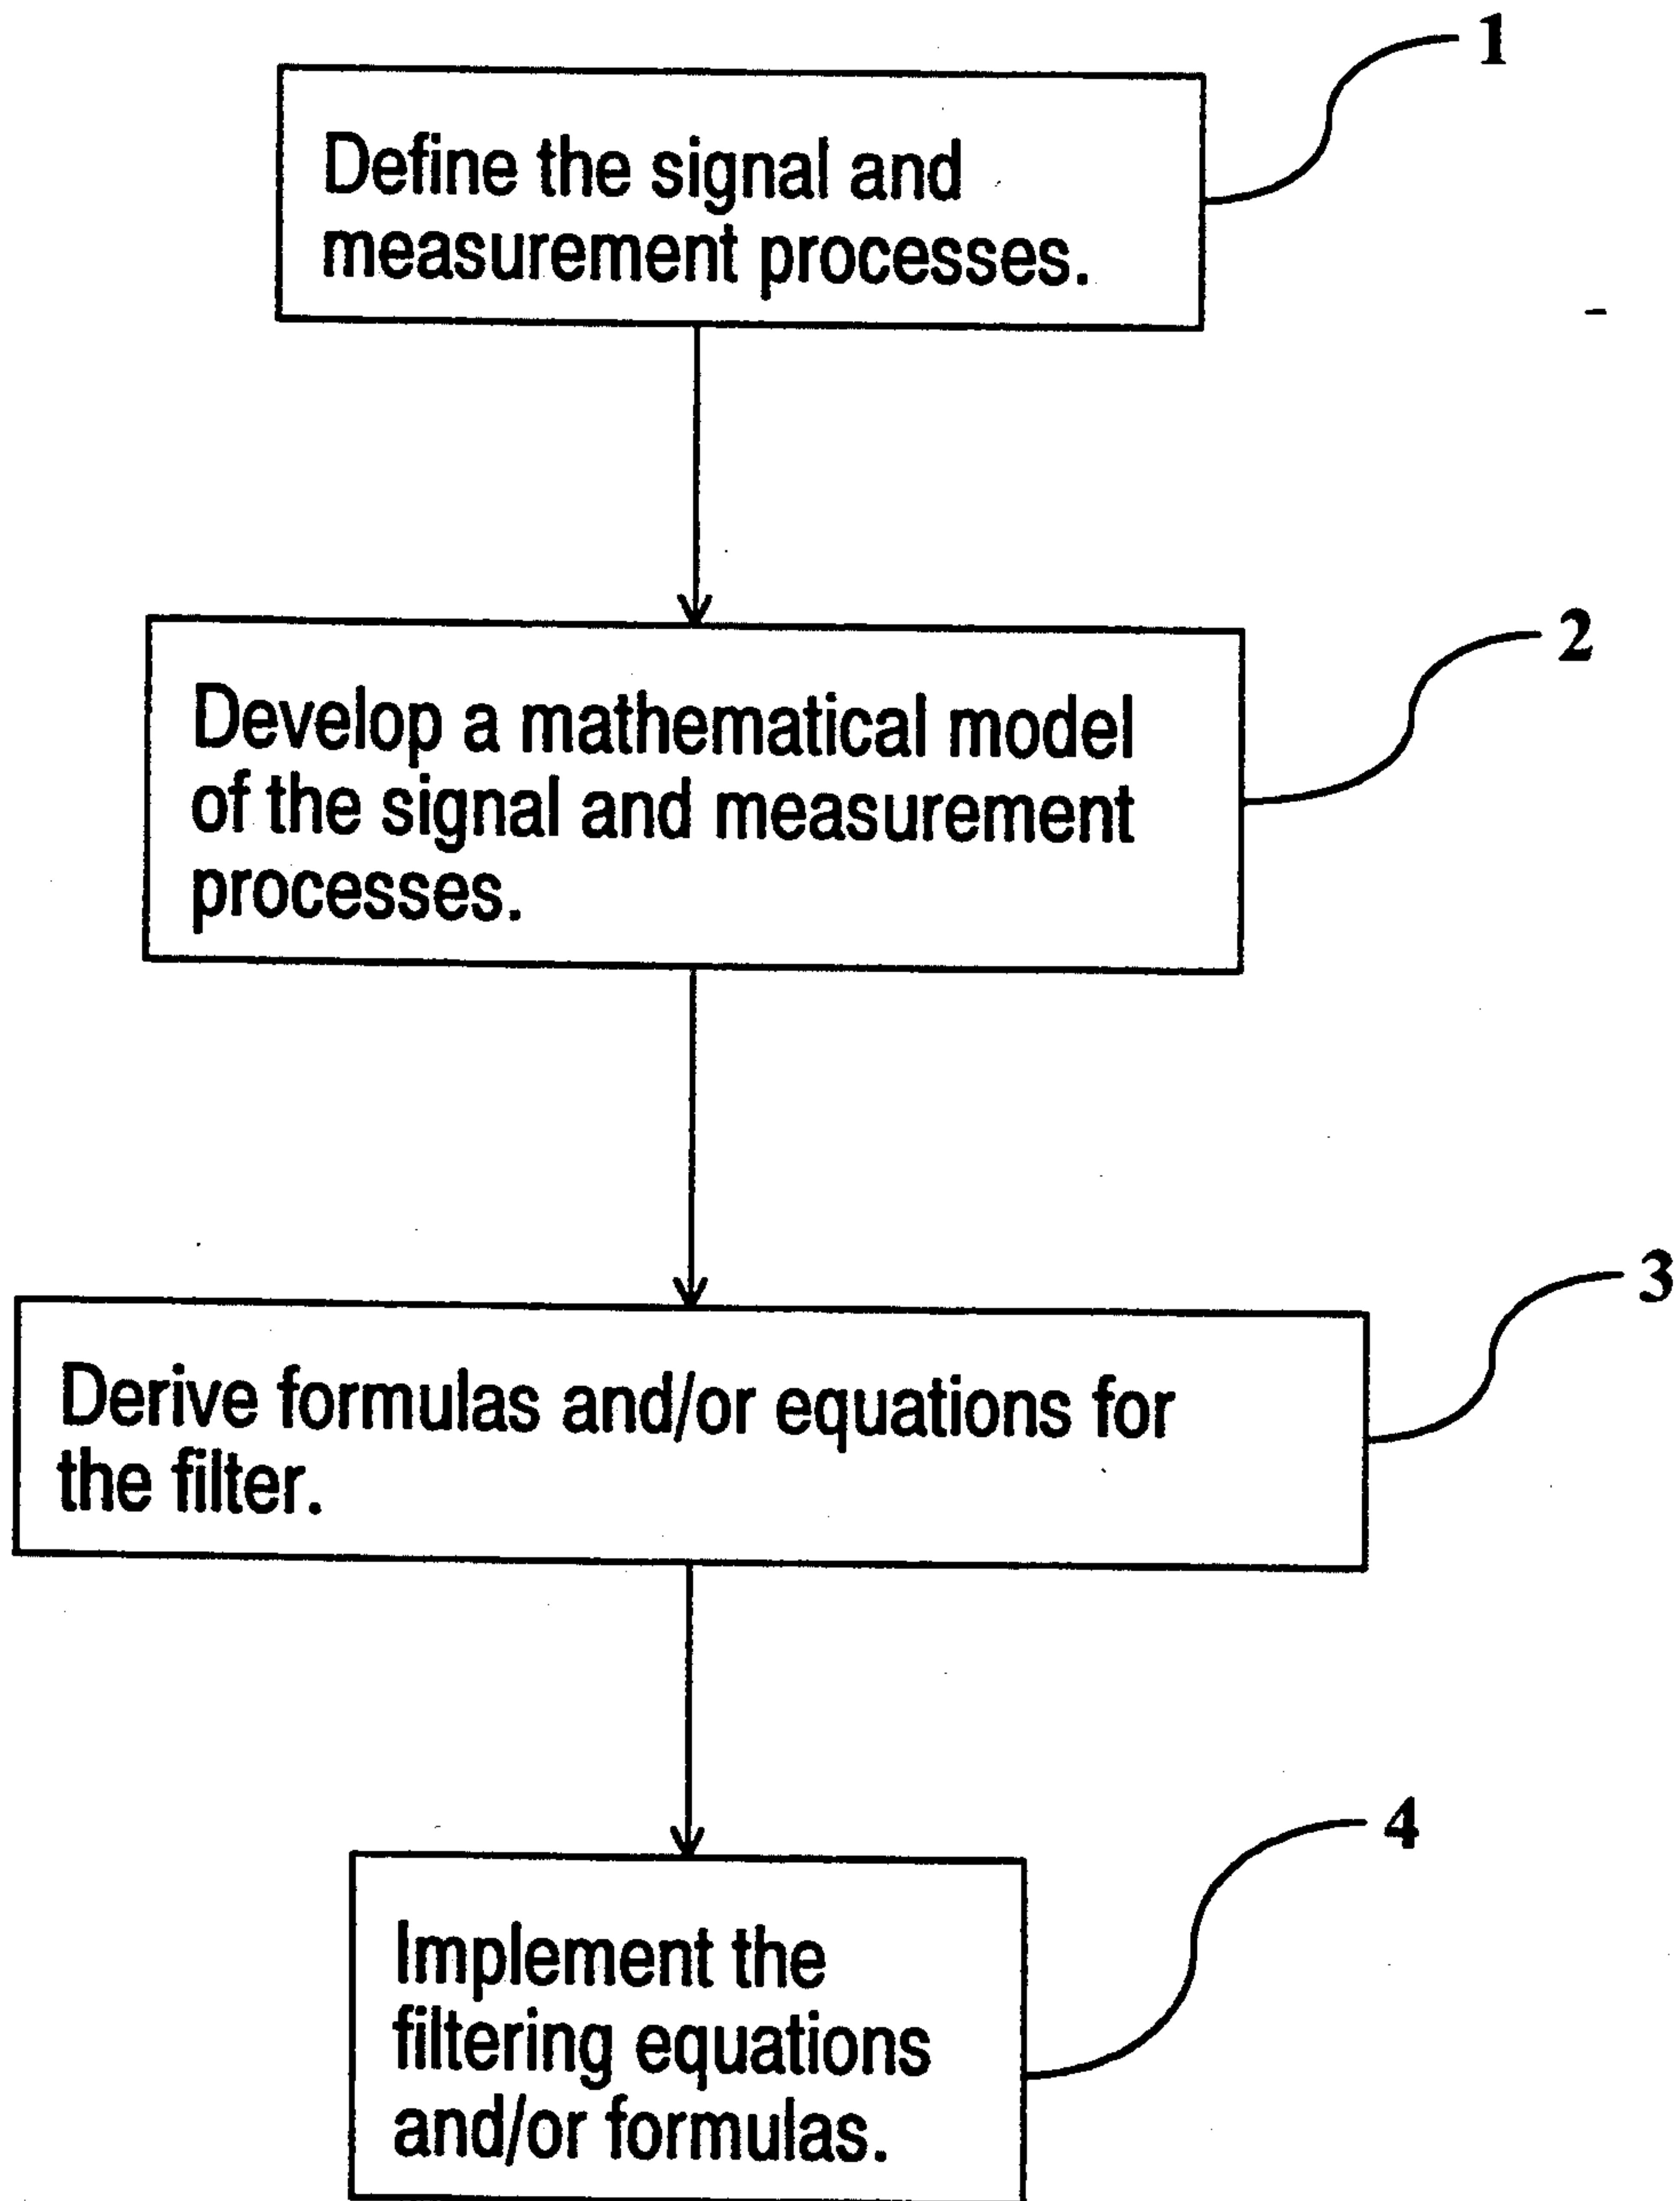 1
Define the signal and
measurement processes.
2
Develop a mathematical model
of the signal and measurement
processes.
3
Derive formulas and/or equations for
the filter.
4
Implement the
filtering equations
and/or formulas.